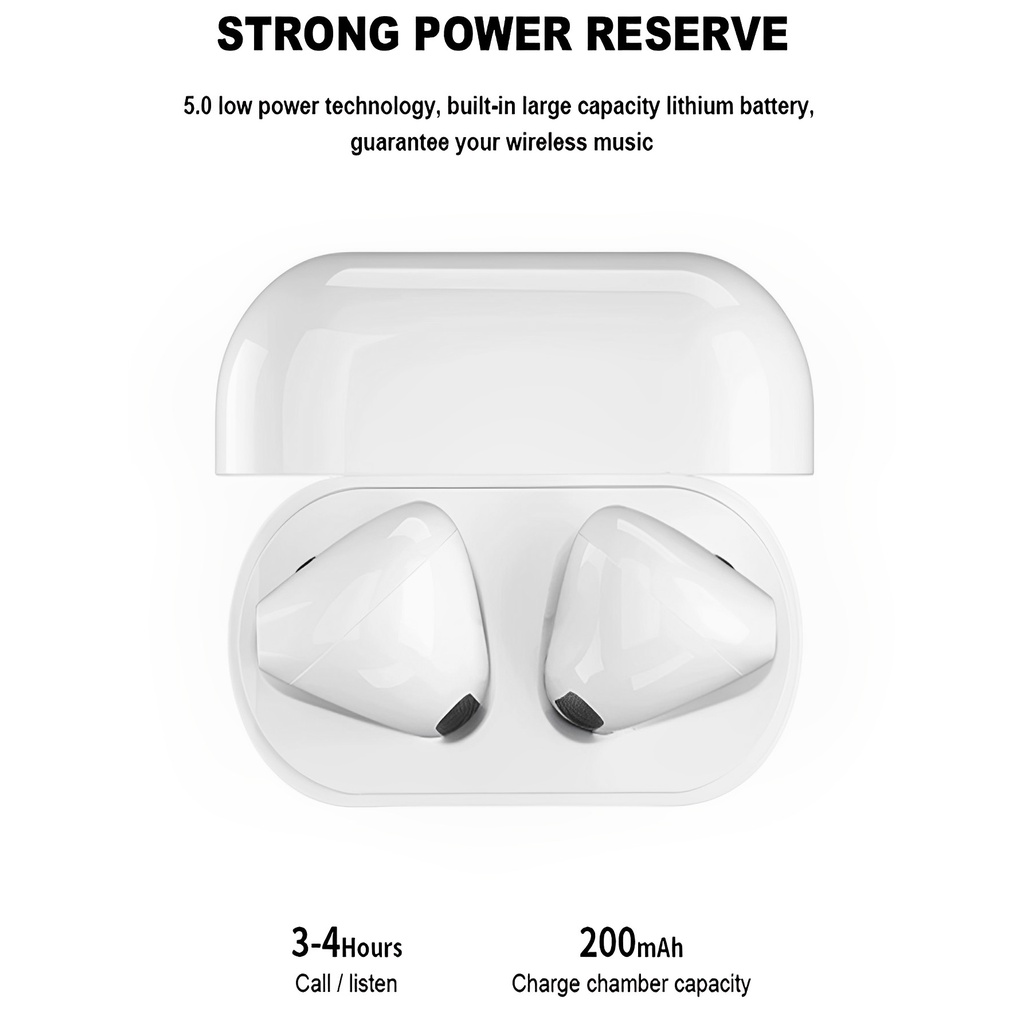 STRONG POWER RESERVE
5.0 low power technology, built-in large capacity lithium battery,
guarantee your wireless music
3-4Hours
200mAh
Call / listen
Charge chamber capacity